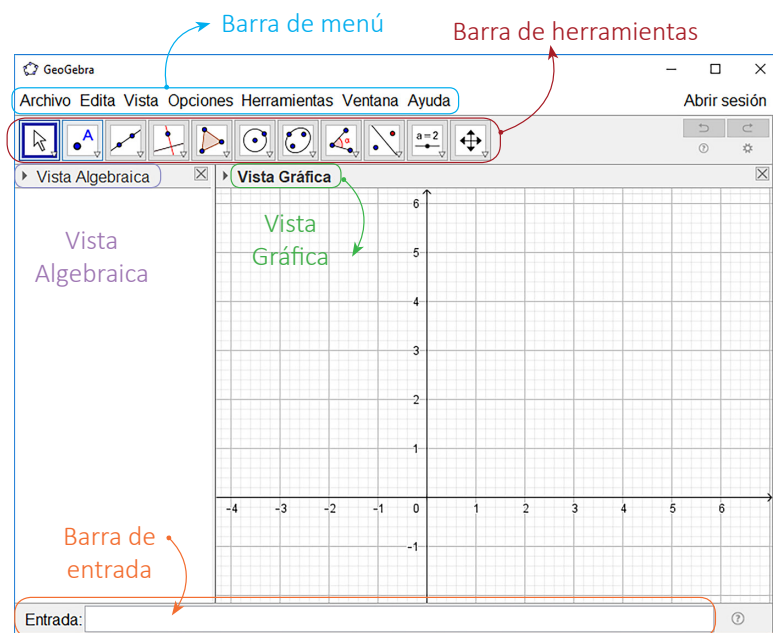 Barra de menú
Barra de herramientas
GeoGebra
Archivo Edita Vista Opciones Herramientas Ventana Ayuda
Abrir sesión
A
α
a=2
Vista Algebraica
Vista Gráfica
Vista
Algebraica
Vista
Gráfica
6
5
4
3
2
1
-4 -3 -2 -1 0 1 2 3 4 5 6
-1
Barra de
entrada
Entrada: